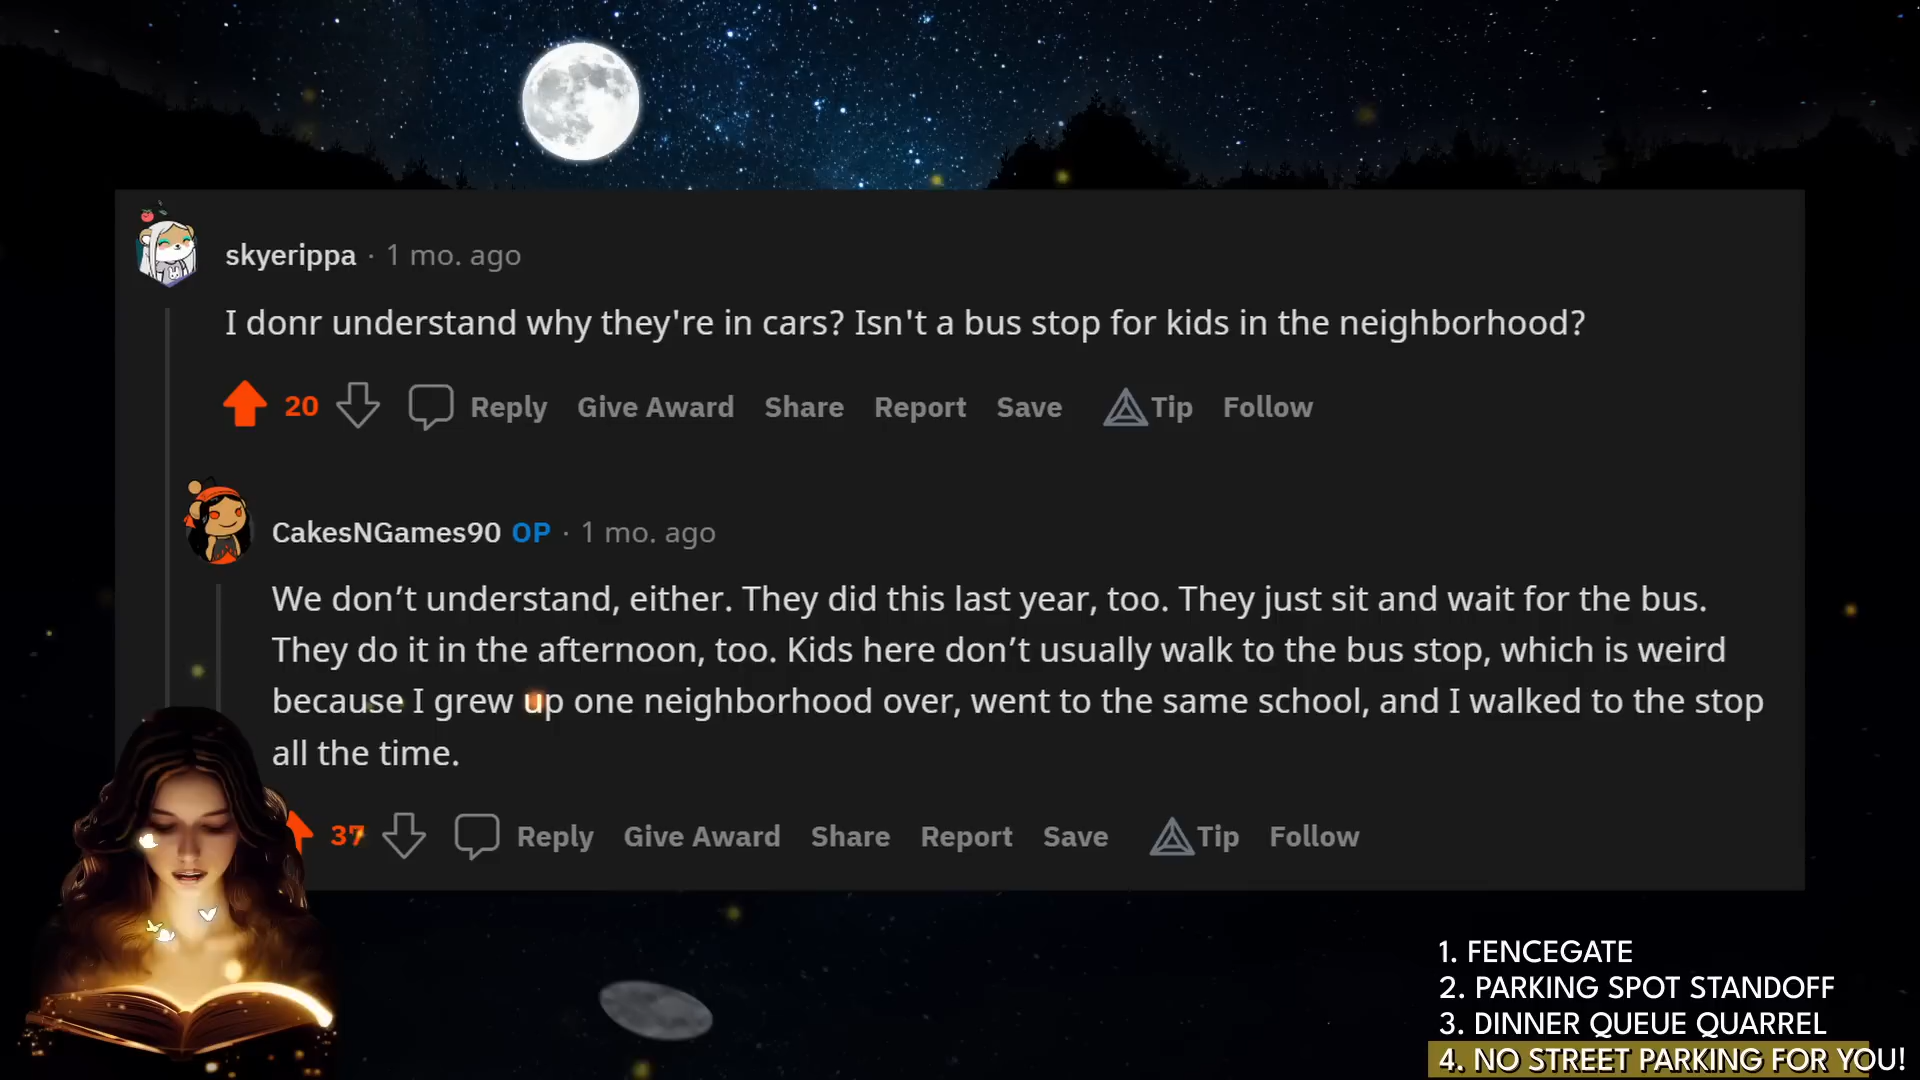 skyerippa · 1 mo. ago
I donr understand why they're in cars? Isn't a bus stop for kids in the neighborhood?
20 Reply Give Award Share Report Save Tip Follow
CakesNGames90 OP · 1 mo. ago
We don’t understand, either. They did this last year, too. They just sit and wait for the bus.
They do it in the afternoon, too. Kids here don’t usually walk to the bus stop, which is weird
because I grew up one neighborhood over, went to the same school, and I walked to the stop
all the time.
37 Reply Give Award Share Report Save Tip Follow
1. FENCEGATE
2. PARKING SPOT STANDOFF
3. DINNER QUEUE QUARREL
4. NO STREET PARKING FOR YOU!